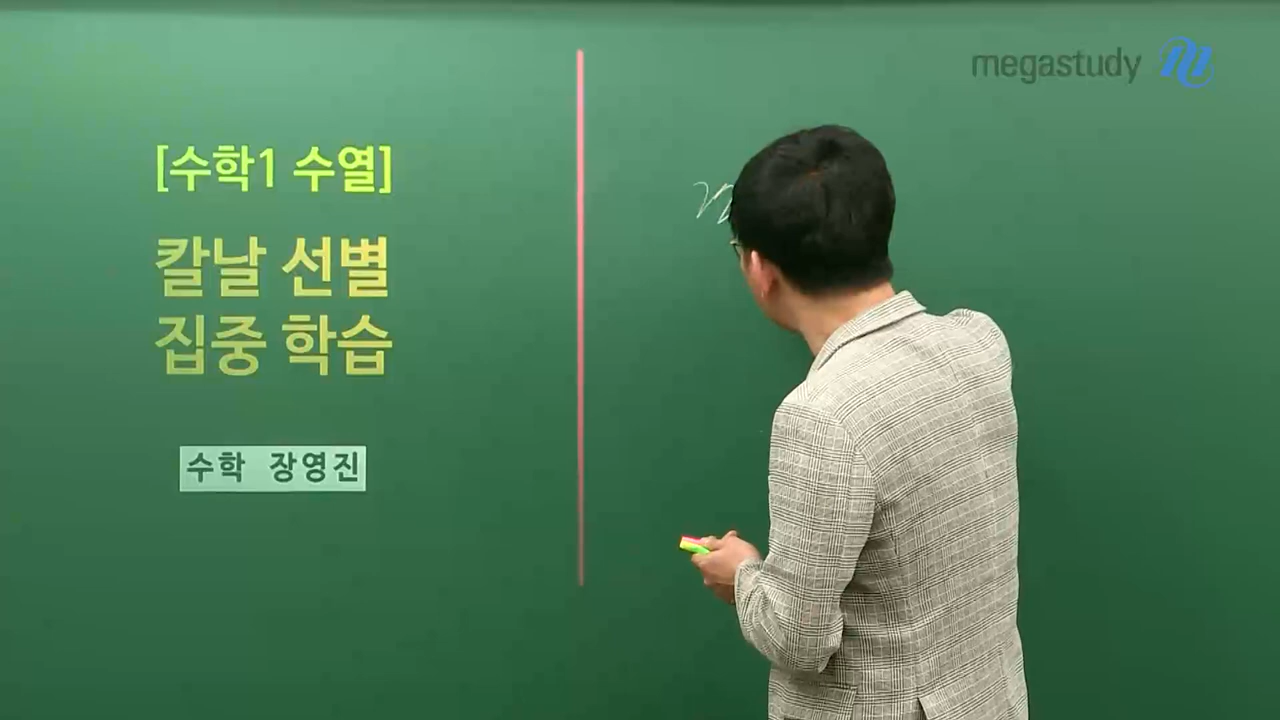 megastudy
[수학1 수열]
칼날 선별
집중 학습
수학 장영진